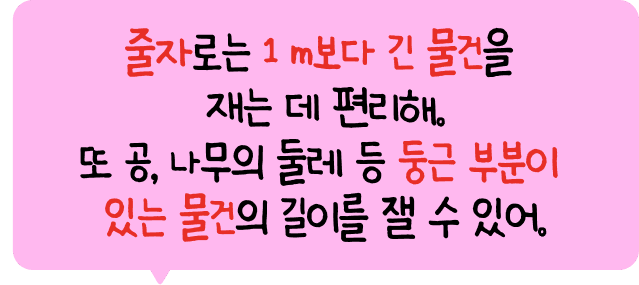 줄자로는 1 m보다 긴 물건을
재는 데 편리해.
또 공, 나무의 둘레 등 둥근 부분이
있는 물건의 길이를 잴 수 있어.